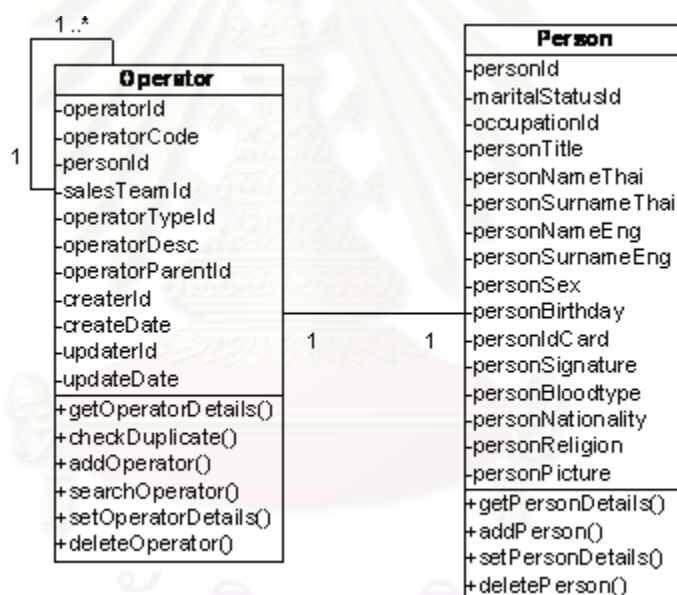 1..*
Operator
-operatorId
-operatorCode
-personId
1
-salesTeamId
-operatorTypeId
-operatorDesc
-operatorParentId
-createrId
-createDate
-updaterId
-updateDate
+getOperatorDetails()
+checkDuplicate()
+addOperator()
+searchOperator()
+setOperatorDetails()
+deleteOperator()
1
1
Person
-personId
-maritalStatusId
-occupationId
-personTitle
-personNameThai
-personSurnameThai
-personNameEng
-personSurnameEng
-personSex
-personBirthday
-personIdCard
-personSignature
-personBloodtype
-personNationality
-personReligion
-personPicture
+getPersonDetails()
+addPerson()
+setPersonDetails()
+deletePerson()